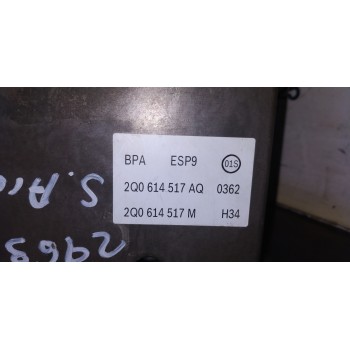 BPA ESP9 01S
2Q0 614 517 AQ 0362
2Q0 614 517 M H34